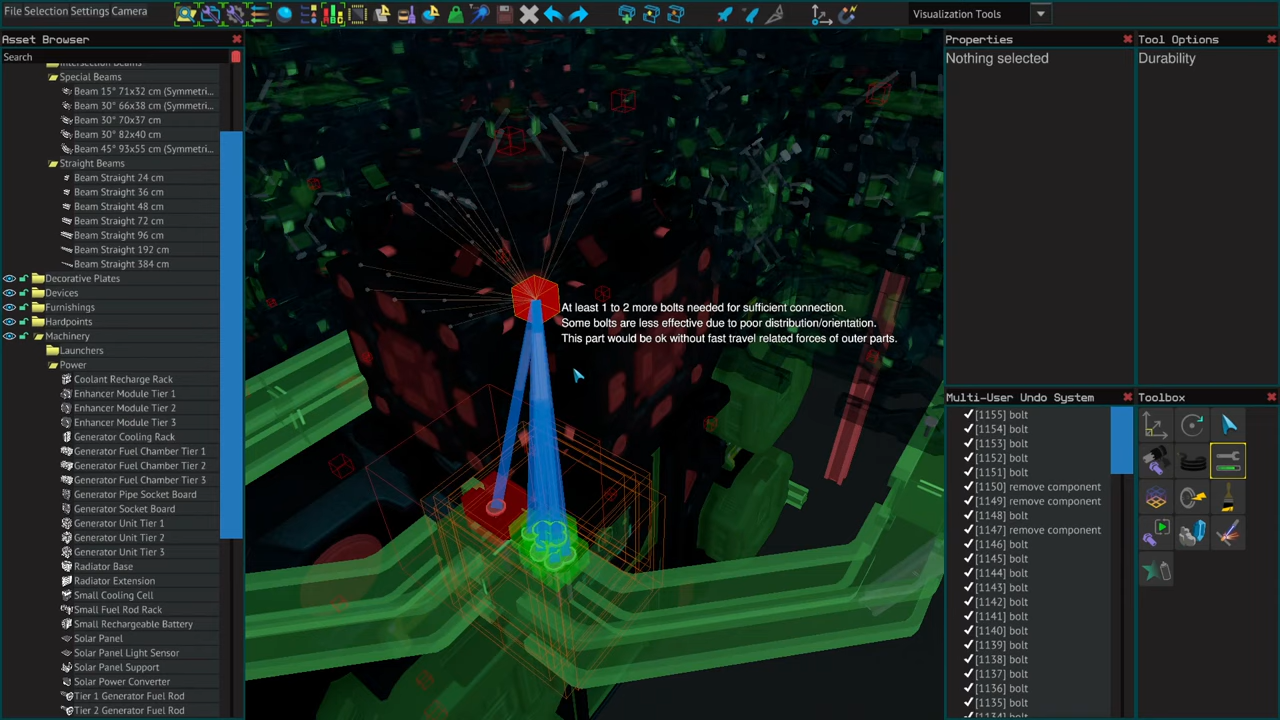 File Selection Settings Camera
Visualization Tools
Asset Browser
Search
Intersection Beams
Special Beams
Beam 15° 71x32 cm (Symmetri...
Beam 30° 66x38 cm (Symmetri...
Beam 30° 70x37 cm
Beam 30° 82x40 cm
Beam 45° 93x55 cm (Symmetri...
Straight Beams
Beam Straight 24 cm
Beam Straight 36 cm
Beam Straight 48 cm
Beam Straight 72 cm
Beam Straight 96 cm
Beam Straight 192 cm
Beam Straight 384 cm
Decorative Plates
Devices
Furnishings
Hardpoints
Machinery
Launchers
Power
Coolant Recharge Rack
Enhancer Module Tier 1
Enhancer Module Tier 2
Enhancer Module Tier 3
Generator Cooling Rack
Generator Fuel Chamber Tier 1
Generator Fuel Chamber Tier 2
Generator Fuel Chamber Tier 3
Generator Pipe Socket Board
Generator Socket Board
Generator Unit Tier 1
Generator Unit Tier 2
Generator Unit Tier 3
Radiator Base
Radiator Extension
Small Cooling Cell
Small Fuel Rod Rack
Small Rechargeable Battery
Solar Panel
Solar Panel Light Sensor
Solar Panel Support
Solar Power Converter
Tier 1 Generator Fuel Rod
Tier 2 Generator Fuel Rod
At least 1 to 2 more bolts needed for sufficient connection.
Some bolts are less effective due to poor distribution/orientation.
This part would be ok without fast travel related forces of outer parts.
Properties
Nothing selected
Tool Options
Durability
Multi-User Undo System
[1155] bolt
[1154] bolt
[1153] bolt
[1152] bolt
[1151] bolt
[1150] remove component
[1149] remove component
[1148] bolt
[1147] remove component
[1146] bolt
[1145] bolt
[1144] bolt
[1143] bolt
[1142] bolt
[1141] bolt
[1140] bolt
[1139] bolt
[1138] bolt
[1137] bolt
[1136] bolt
[1135] bolt
[1134] bolt
Toolbox